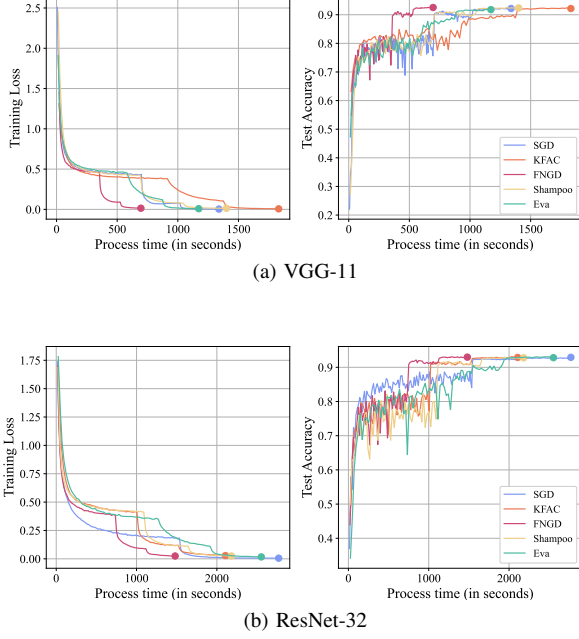 2.5
2.0
1.5
1.0
0.5
0.0
Training Loss
0 500 1000 1500
Process time (in seconds)
0.9
0.8
0.7
0.6
0.5
0.4
0.3
0.2
Test Accuracy
SGD
KFAC
FNGD
Shampoo
Eva
0 500 1000 1500
Process time (in seconds)
(a) VGG-11
1.75
1.50
1.25
1.00
0.75
0.50
0.25
0.00
Training Loss
0 1000 2000
Process time (in seconds)
0.9
0.8
0.7
0.6
0.5
0.4
Test Accuracy
SGD
KFAC
FNGD
Shampoo
Eva
0 1000 2000
Process time (in seconds)
(b) ResNet-32